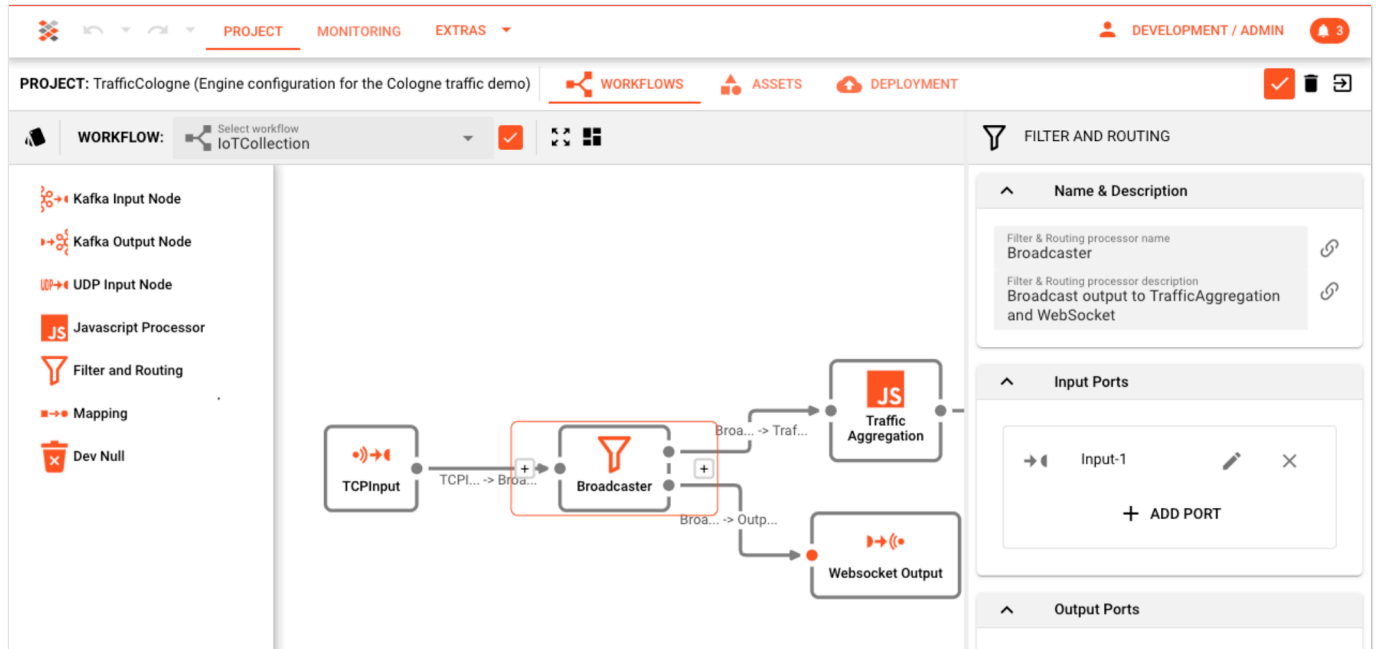 PROJECT MONITORING EXTRAS DEVELOPMENT / ADMIN 3
PROJECT: TrafficCologne (Engine configuration for the Cologne traffic demo) WORKFLOWS ASSETS DEPLOYMENT
WORKFLOW: Select workflow
IoTCollection
FILTER AND ROUTING
Kafka Input Node
Kafka Output Node
UDP UDP Input Node
JS Javascript Processor
Filter and Routing
Mapping
Dev Null
TCPInput
TCPI... -> Broa...
Broadcaster
Broa... -> Traf...
Broa... -> Outp...
JS
Traffic
Aggregation
Websocket Output
Name & Description
Filter & Routing processor name
Broadcaster
Filter & Routing processor description
Broadcast output to TrafficAggregation
and WebSocket
Input Ports
Input-1
+ ADD PORT
Output Ports